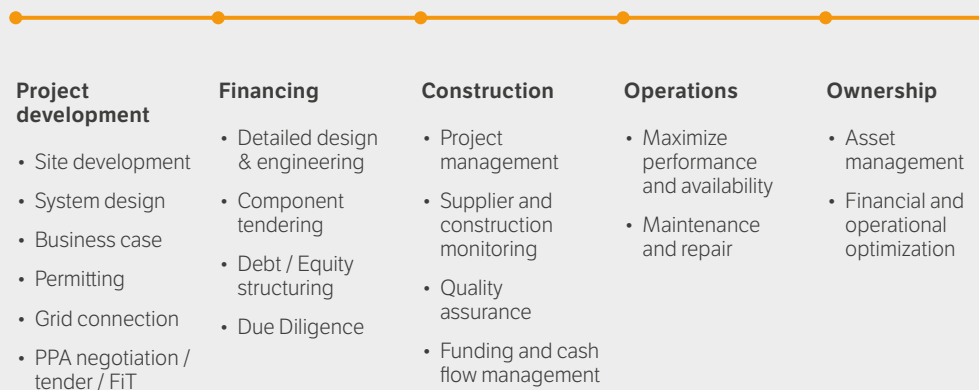 Project
development
• Site development
• System design
• Business case
• Permitting
• Grid connection
• PPA negotiation /
tender / FiT
Financing
• Detailed design
& engineering
• Component
tendering
• Debt / Equity
structuring
• Due Diligence
Construction
• Project
management
• Supplier and
construction
monitoring
• Quality
assurance
• Funding and cash
flow management
Operations
• Maximize
performance
and availability
• Maintenance
and repair
Ownership
• Asset
management
• Financial and
operational
optimization